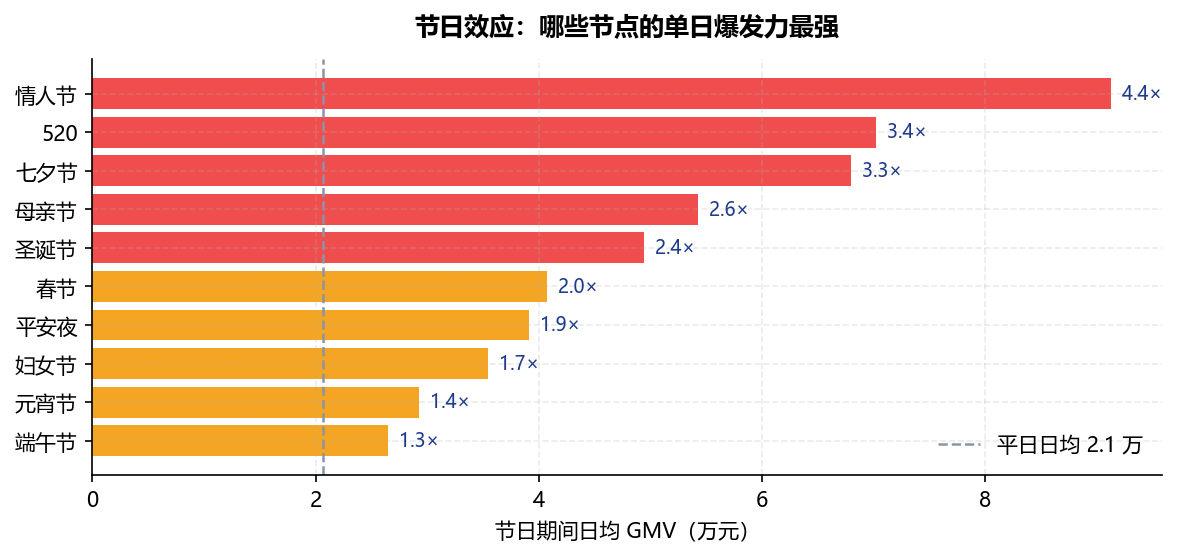 节日效应：哪些节点的单日爆发力最强
情人节 4.4×
520 3.4×
七夕节 3.3×
母亲节 2.6×
圣诞节 2.4×
春节 2.0×
平安夜 1.9×
妇女节 1.7×
元宵节 1.4×
端午节 1.3×
平日日均 2.1 万
0 2 4 6 8
节日期间日均 GMV（万元）